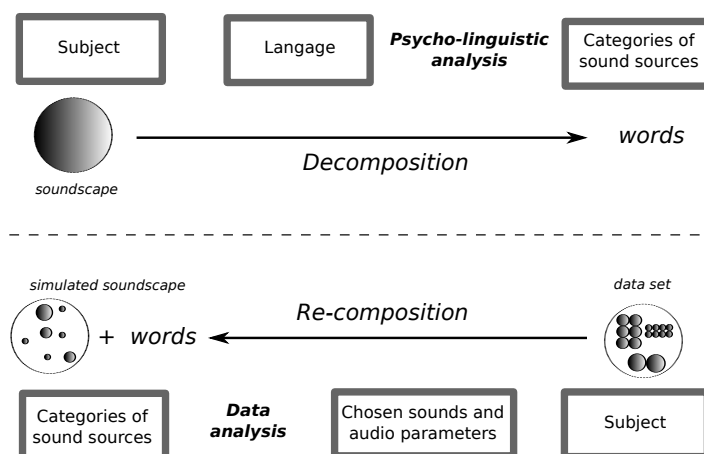 Subject
Langage
Psycho-linguistic
analysis
Categories of
sound sources
soundscape
Decomposition
words
simulated soundscape
data set
Re-composition
+ words
Categories of
sound sources
Data
analysis
Chosen sounds and
audio parameters
Subject